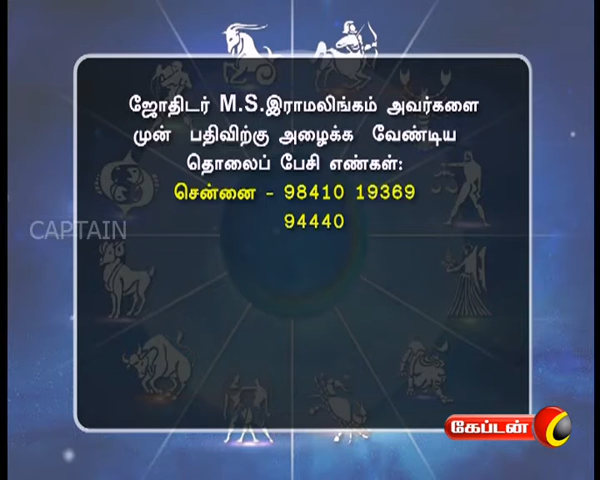 ஜோதிடர் M.S.இராமலிங்கம் அவர்களை
முன் பதிவிற்கு அழைக்க வேண்டிய
தொலைப் பேசி எண்கள்:
சென்னை - 98410 19369
94440
CAPTAIN
கேப்டன்